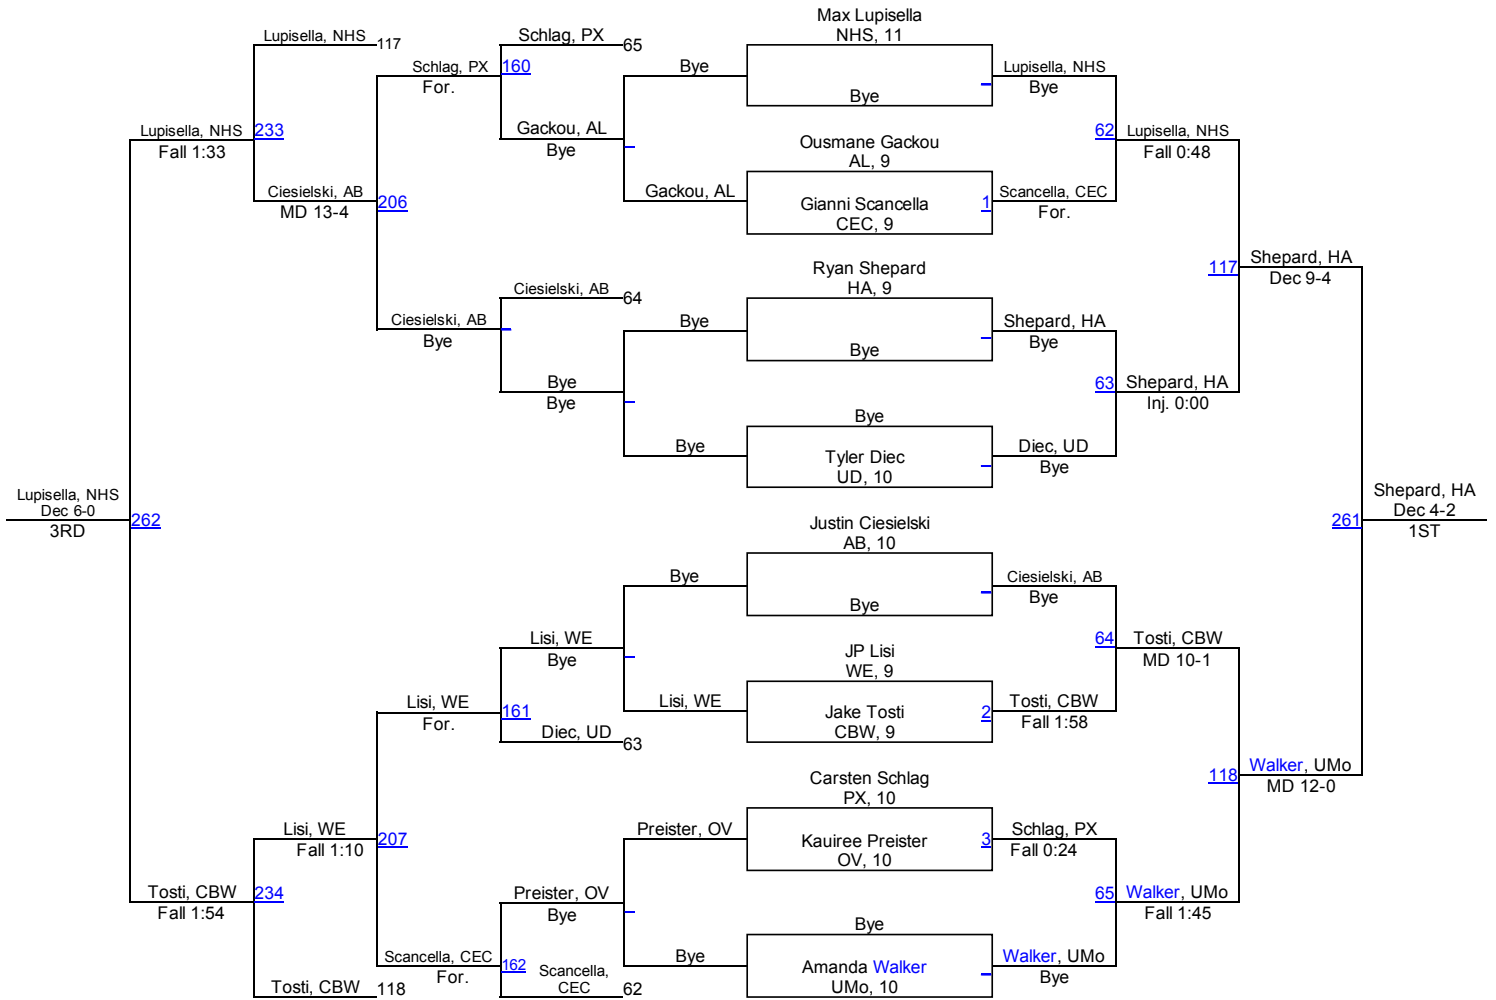 Max Lupisella
NHS, 11
Lupisella, NHS
117
Schlag, PX
65
Schlag, PX
For.
160
Bye
Bye
Lupisella, NHS
Bye
Lupisella, NHS
Fall 1:33
233
Gackou, AL
Bye
Ousmane Gackou
AL, 9
62
Lupisella, NHS
Fall 0:48
Ciesielski, AB
MD 13-4
206
Gackou, AL
Gianni Scancella
CEC, 9
1
Scancella, CEC
For.
Ryan Shepard
HA, 9
117
Shepard, HA
Dec 9-4
Ciesielski, AB
64
Ciesielski, AB
Bye
Bye
Bye
Shepard, HA
Bye
Bye
Bye
63
Shepard, HA
Inj. 0:00
Bye
Bye
Tyler Diec
UD, 10
Diec, UD
Bye
Lupisella, NHS
Dec 6-0
3RD
262
Justin Ciesielski
AB, 10
261
Shepard, HA
Dec 4-2
1ST
Bye
Bye
Ciesielski, AB
Bye
Lisi, WE
Bye
JP Lisi
WE, 9
64
Tosti, CBW
MD 10-1
Lisi, WE
For.
161
Lisi, WE
Jake Tosti
CBW, 9
2
Tosti, CBW
Fall 1:58
Diec, UD
63
Carsten Schlag
PX, 10
118
Walker, UMo
MD 12-0
Lisi, WE
Fall 1:10
207
Preister, OV
Kauiree Preister
OV, 10
3
Schlag, PX
Fall 0:24
Tosti, CBW
Fall 1:54
234
Preister, OV
Bye
Bye
65
Walker, UMo
Fall 1:45
Scancella, CEC
For.
162
Bye
Amanda Walker
UMo, 10
Walker, UMo
Bye
Scancella,
CEC
62
Tosti, CBW
118